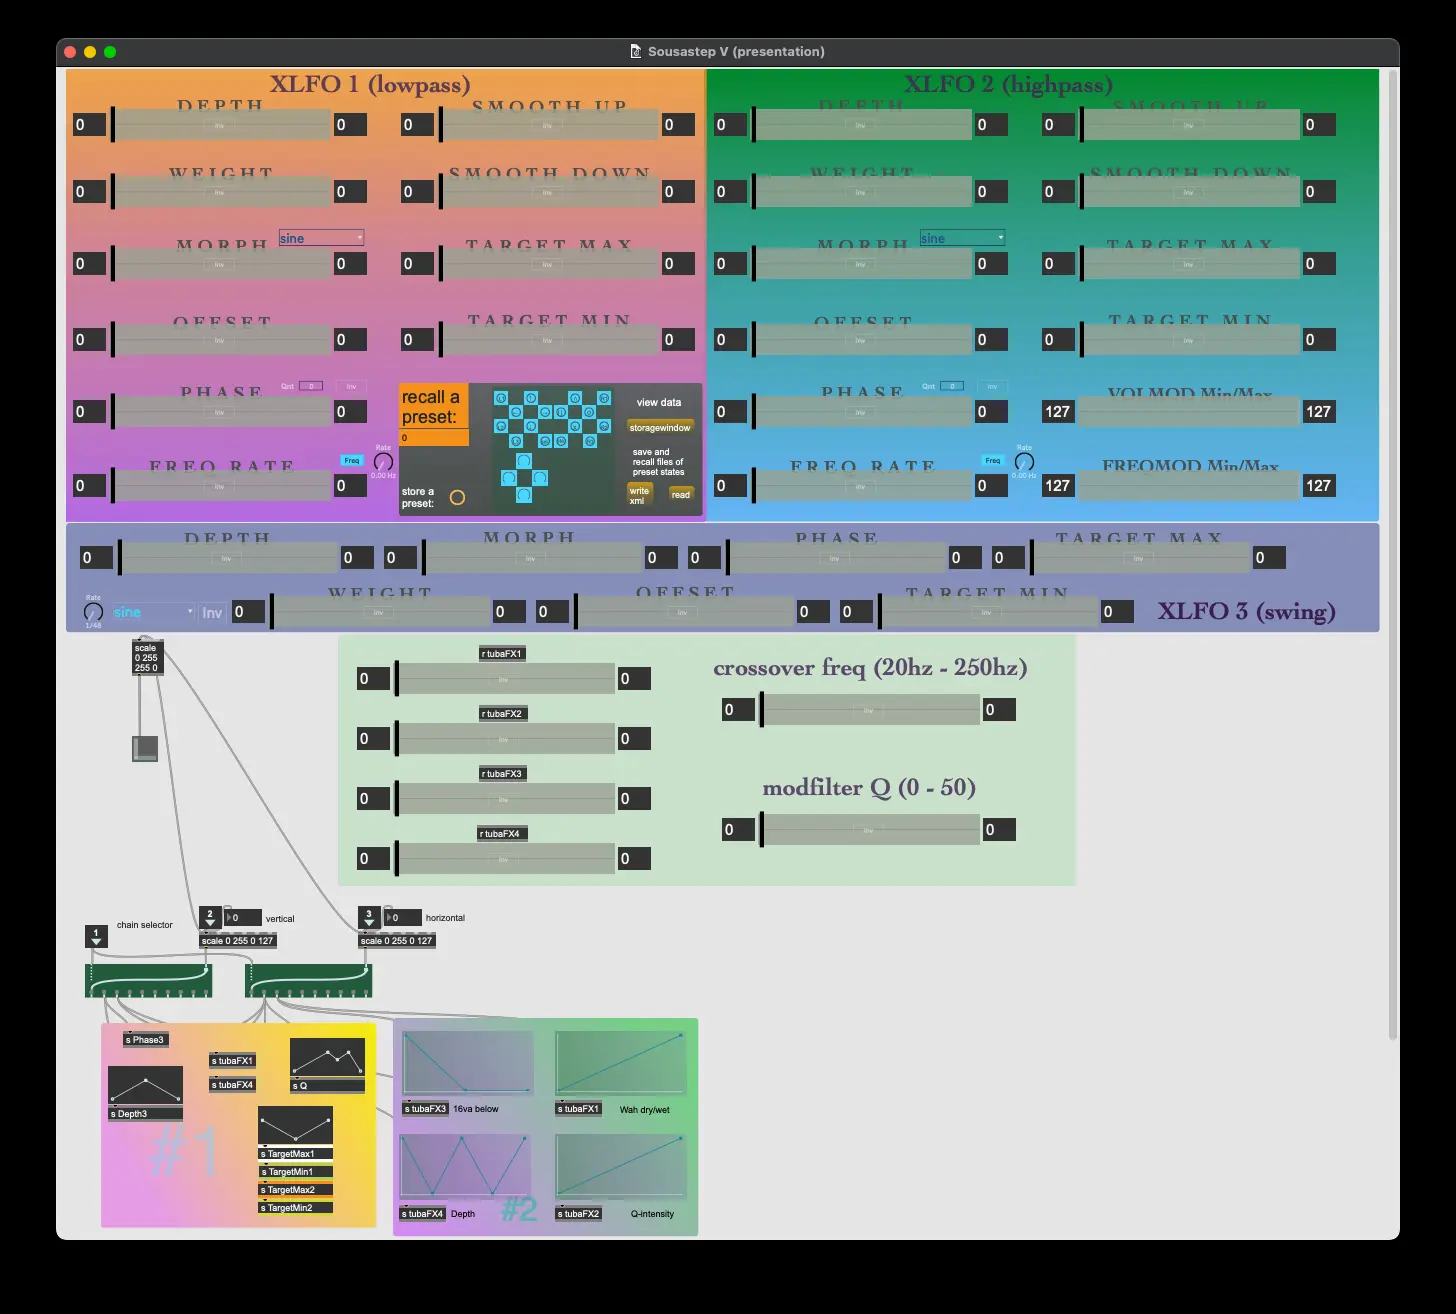 Sousastep V (presentation)
XLFO 1 (lowpass)
DEPTH
0 Inv 0
SMOOTH UP
0 Inv 0
WEIGHT
0 Inv 0
SMOOTH DOWN
0 Inv 0
MORPH sine
0 Inv 0
TARGET MAX
0 Inv 0
OFFSET
0 Inv 0
TARGET MIN
0 Inv 0
PHASE Qnt 0 Inv
0 Inv 0
FREQ RATE Freq Rate
0 Inv 0 0.00 Hz
recall a
preset:
0
store a
preset:
view data
storagewindow
save and
recall files of
preset states
write
xml
read
XLFO 2 (highpass)
DEPTH
0 Inv 0
SMOOTH UP
0 Inv 0
WEIGHT
0 Inv 0
SMOOTH DOWN
0 Inv 0
MORPH sine
0 Inv 0
TARGET MAX
0 Inv 0
OFFSET
0 Inv 0
TARGET MIN
0 Inv 0
PHASE Qnt 0 Inv
0 Inv 0
VOLMOD Min/Max
127 127
FREQ RATE Freq Rate
0 Inv 0 0.00 Hz
FREQMOD Min/Max
127 127
DEPTH MORPH PHASE TARGET MAX
0 Inv 0 0 Inv 0 0 Inv 0 0 Inv 0
Rate WEIGHT OFFSET TARGET MIN
sine Inv 0 Inv 0 0 Inv 0 0 Inv 0 XLFO 3 (swing)
1/48
scale
0 255
255 0
r tubaFX1
0 Inv 0
r tubaFX2
0 Inv 0
r tubaFX3
0 Inv 0
r tubaFX4
0 Inv 0
crossover freq (20hz - 250hz)
0 Inv 0
modfilter Q (0 - 50)
0 Inv 0
1 chain selector
2 0 vertical
scale 0 255 0 127
3 0 horizontal
scale 0 255 0 127
s Phase3
s tubaFX1
s tubaFX4
s Q
s Depth3
#1
s TargetMax1
s TargetMin1
s TargetMax2
s TargetMin2
s tubaFX3 16va below
s tubaFX1 Wah dry/wet
s tubaFX4 Depth
#2
s tubaFX2 Q-intensity